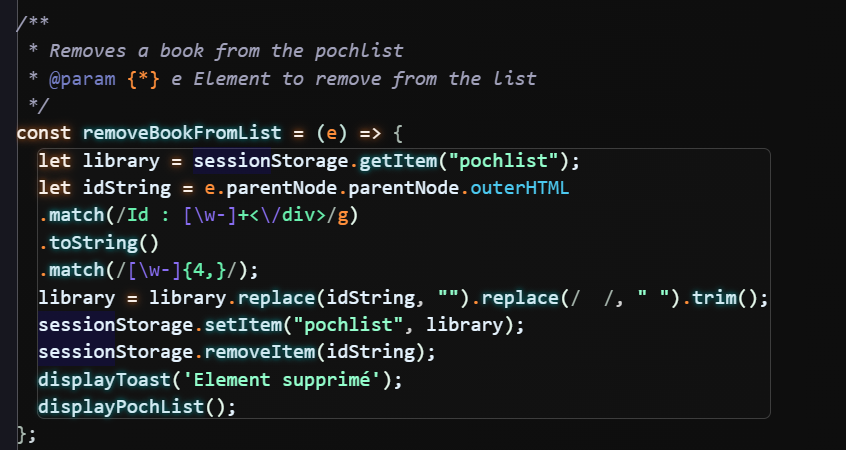 /**
 * Removes a book from the pochlist
 * @param {*} e Element to remove from the list
 */
const removeBookFromList = (e) => {
  let library = sessionStorage.getItem("pochlist");
  let idString = e.parentNode.parentNode.outerHTML
  .match(/Id : [\w-]+<\/div>/g)
  .toString()
  .match(/[\w-]{4,}/);
  library = library.replace(idString, "").replace(/  /, " ").trim();
  sessionStorage.setItem("pochlist", library);
  sessionStorage.removeItem(idString);
  displayToast('Element supprimé');
  displayPochList();
};